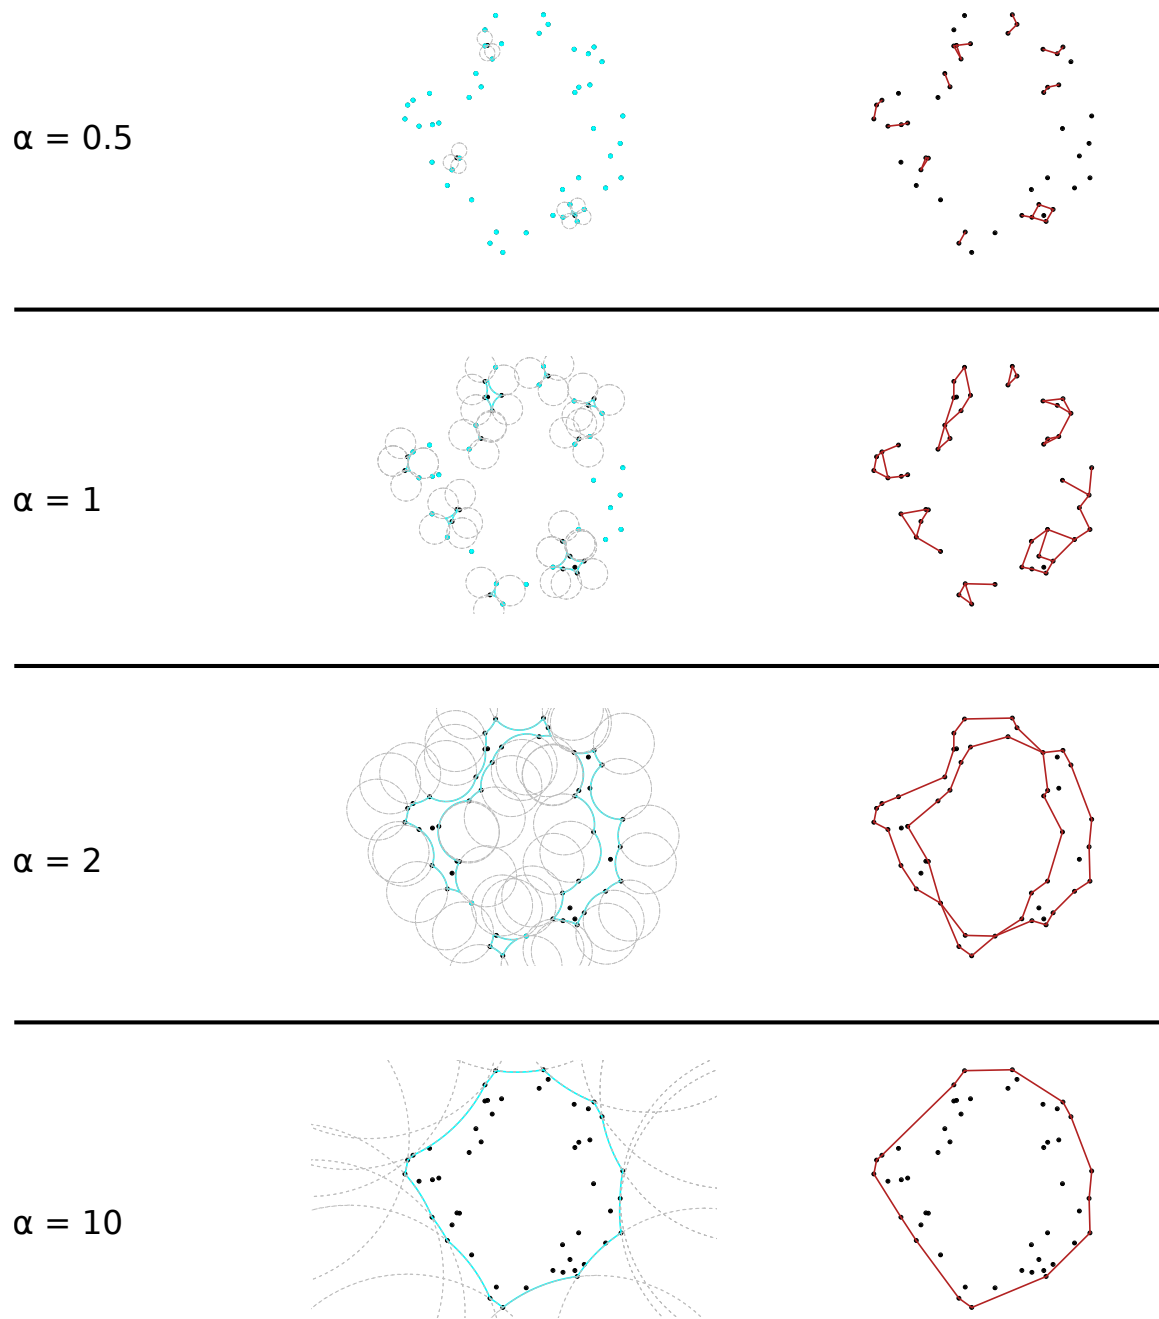 α = 0.5
α = 1
α = 2
α = 10